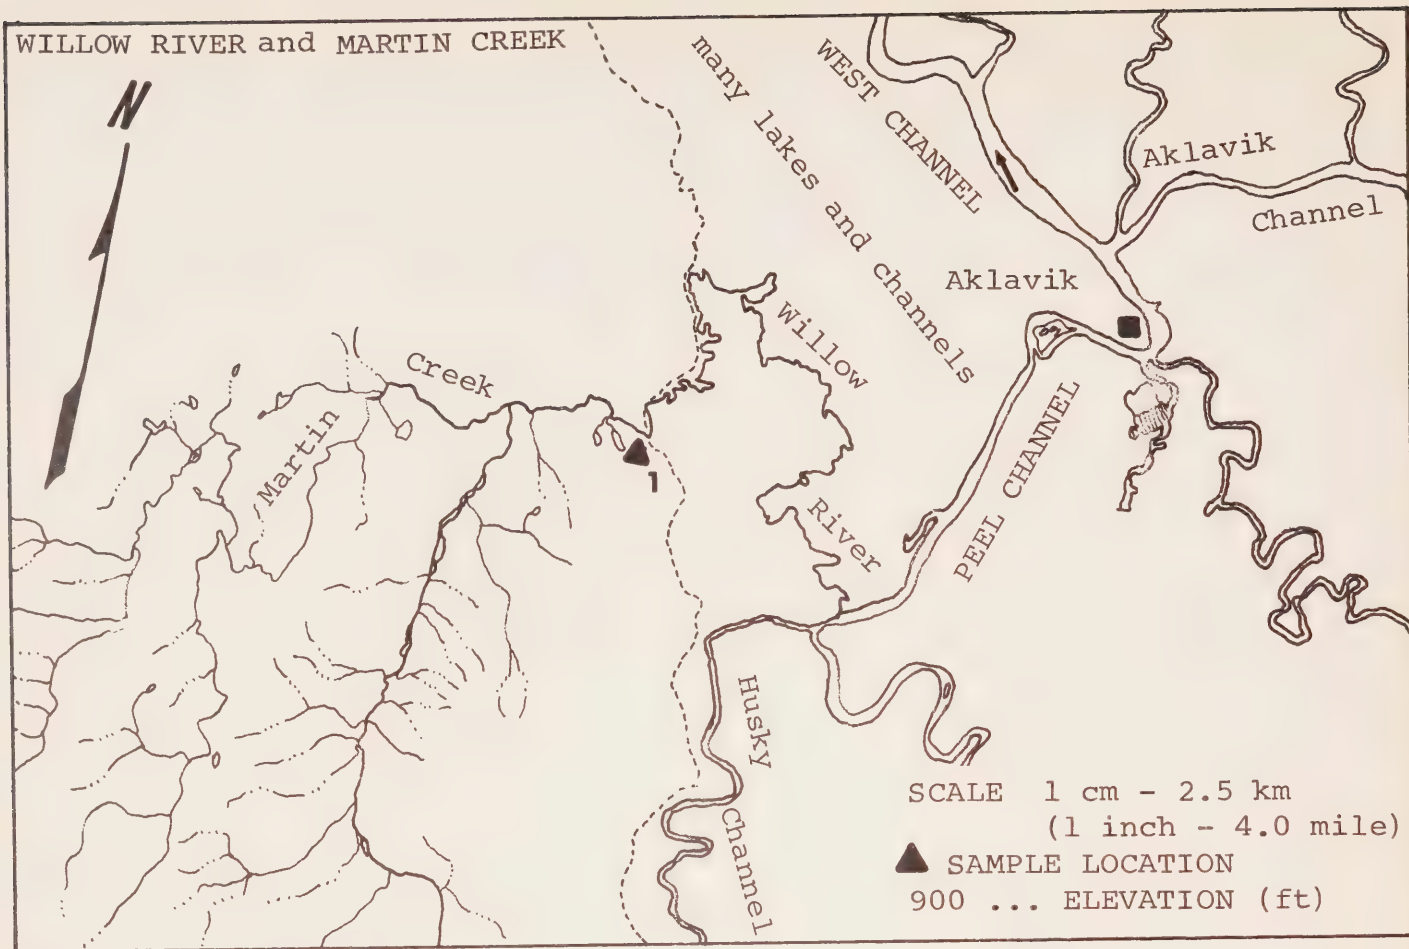 WILLOW RIVER and MARTIN CREEK
N
many lakes and channels
WEST CHANNEL
Aklavik
Channel
Aklavik
Willow
River
Creek
Martin
1
PEEL CHANNEL
Husky
Channel
SCALE 1 cm - 2.5 km
(1 inch - 4.0 mile)
SAMPLE LOCATION
900 ... ELEVATION (ft)